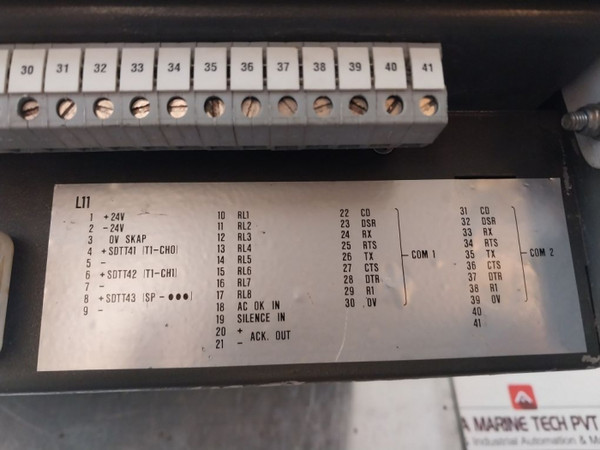 30 31 32 33 34 35 36 37 38 39 40 41
L11
1 +24V
2 -24V
3 0V SKAP
4 +SDTT41 (T1-CH0)
5 -
6 +SDTT42 (T1-CH1)
7 -
8 +SDTT43 (SP-●●●)
9 -
10 RL1
11 RL2
12 RL3
13 RL4
14 RL5
15 RL6
16 RL7
17 RL8
18 AC OK IN
19 SILENCE IN
20 +
21 -
ACK. OUT
22 CD
23 DSR
24 RX
25 RTS
26 TX
27 CTS
28 DTR
29 R1
30 .0V
COM 1
31 CD
32 DSR
33 RX
34 RTS
35 TX
36 CTS
37 DTR
38 R1
39 0V
40
41
COM 2
A MARINE TECH PVT
Industrial Automation & M